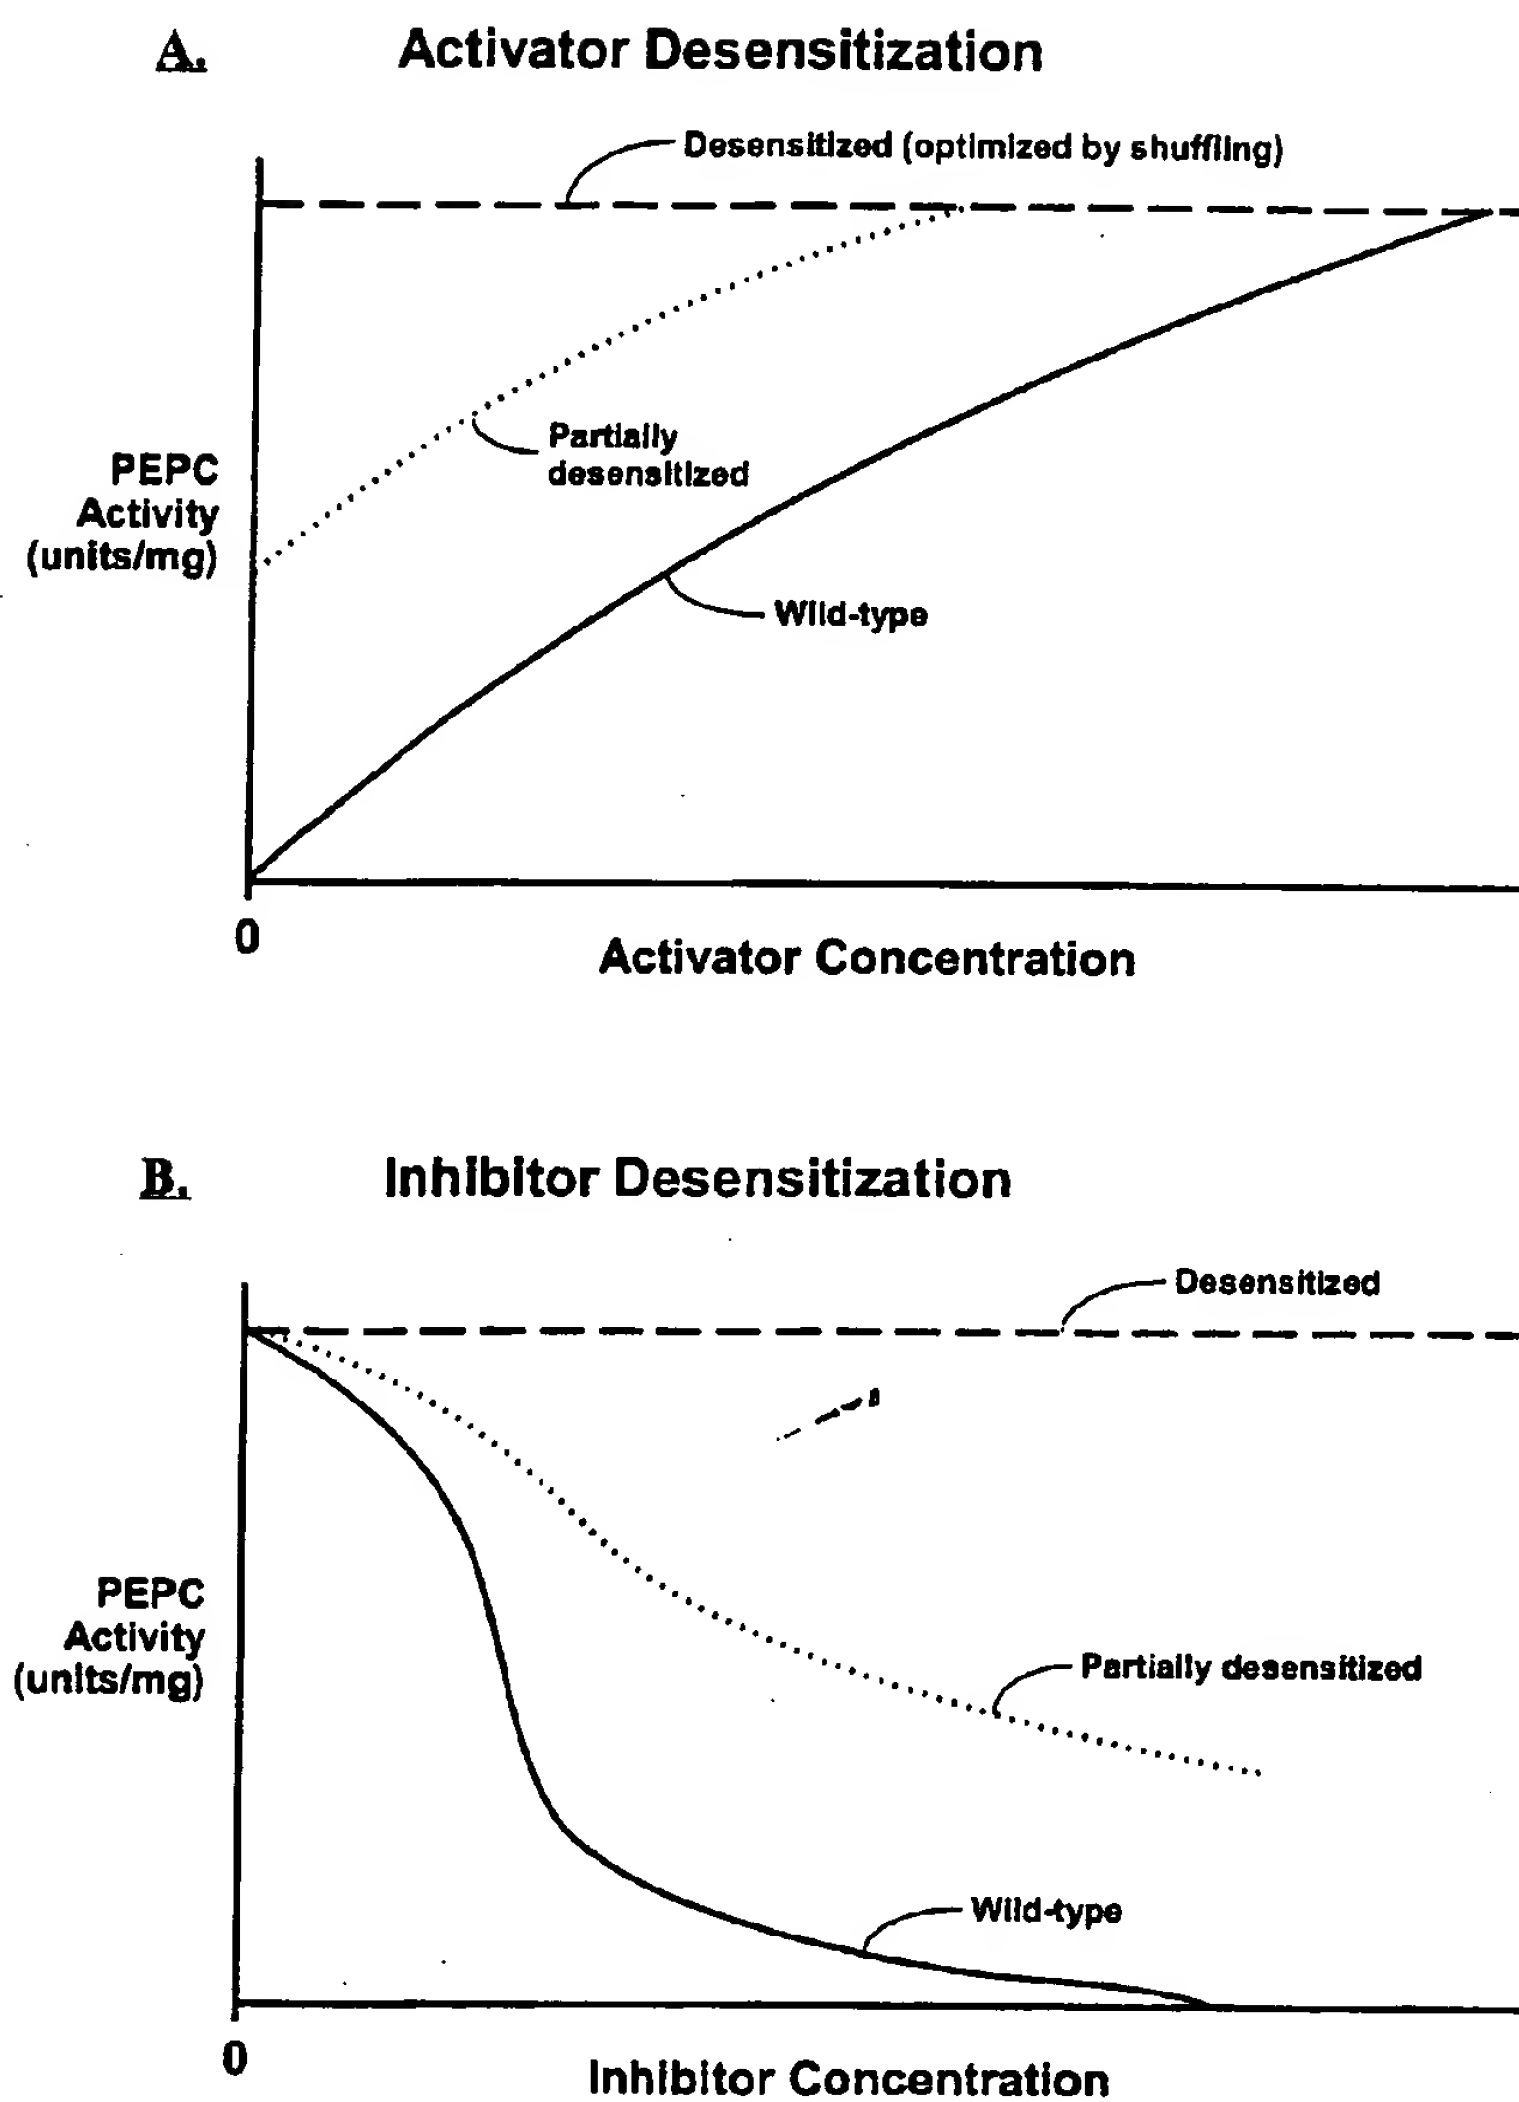 A. Activator Desensitization
Desensitized (optimized by shuffling)
Partially
desensitized
PEPC
Activity
(units/mg)
Wild-type
0
Activator Concentration
B. Inhibitor Desensitization
Desensitized
PEPC
Activity
(units/mg)
Partially desensitized
Wild-type
0
Inhibitor Concentration